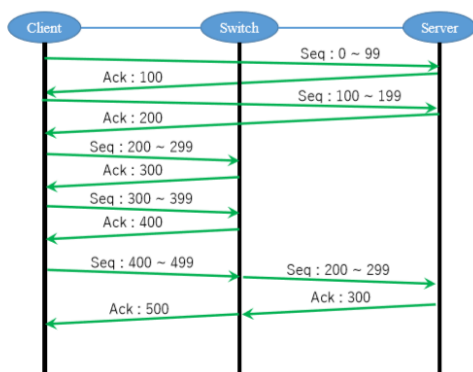 Client Switch Server
Seq : 0 ~ 99
Ack : 100
Seq : 100 ~ 199
Ack : 200
Seq : 200 ~ 299
Ack : 300
Seq : 300 ~ 399
Ack : 400
Seq : 400 ~ 499 Seq : 200 ~ 299
Ack : 300
Ack : 500